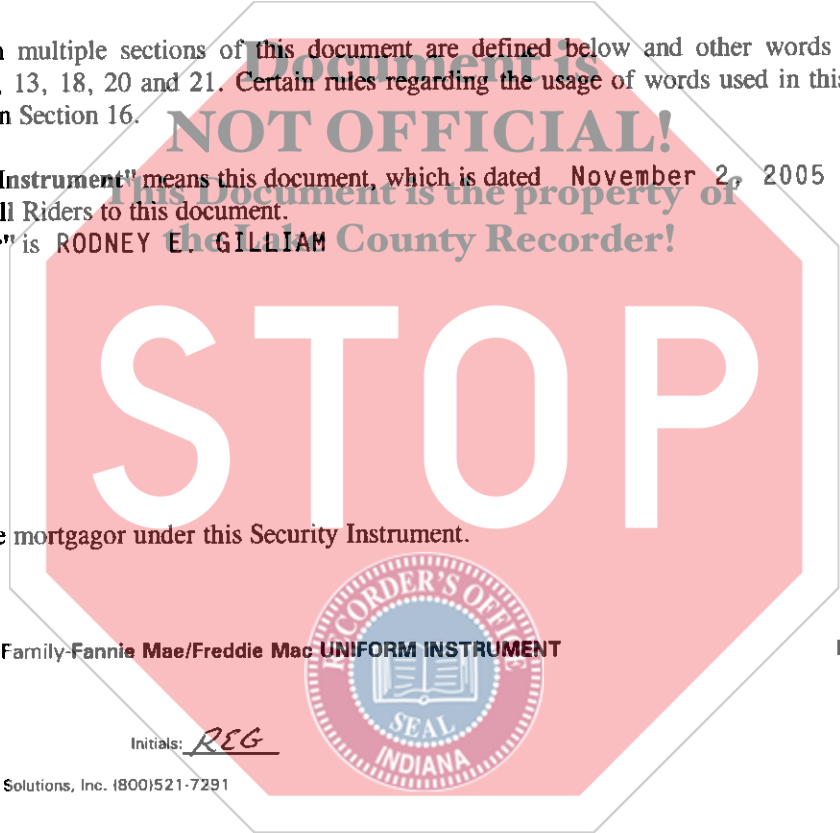 multiple sections of this document are defined below and other words
Document is
, 13, 18, 20 and 21. Certain rules regarding the usage of words used in this
n Section 16.
NOT OFFICIAL!
Instrument" means this document, which is dated November 2, 2005
This Document is the property of
ll Riders to this document.
" is RODNEY E. GILLIAM
the Lake County Recorder!
STOP
e mortgagor under this Security Instrument.
RECORDER'S OFFICE
Family-Fannie Mae/Freddie Mac UNIFORM INSTRUMENT
SEAL
Initials: REG
INDIANA
Solutions, Inc. (800)521-7291